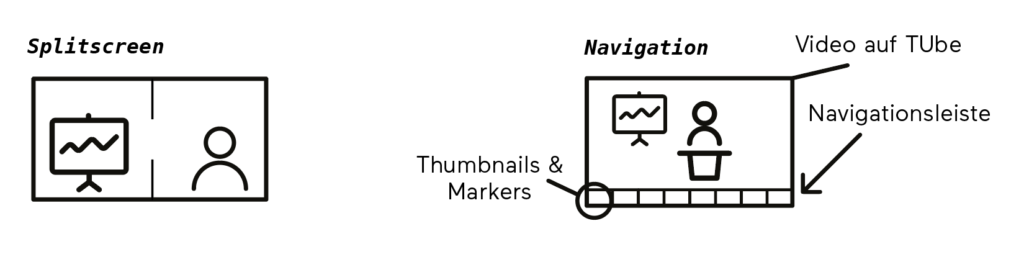 Splitscreen
Navigation
Video auf TUbe
Navigationsleiste
Thumbnails &
Markers